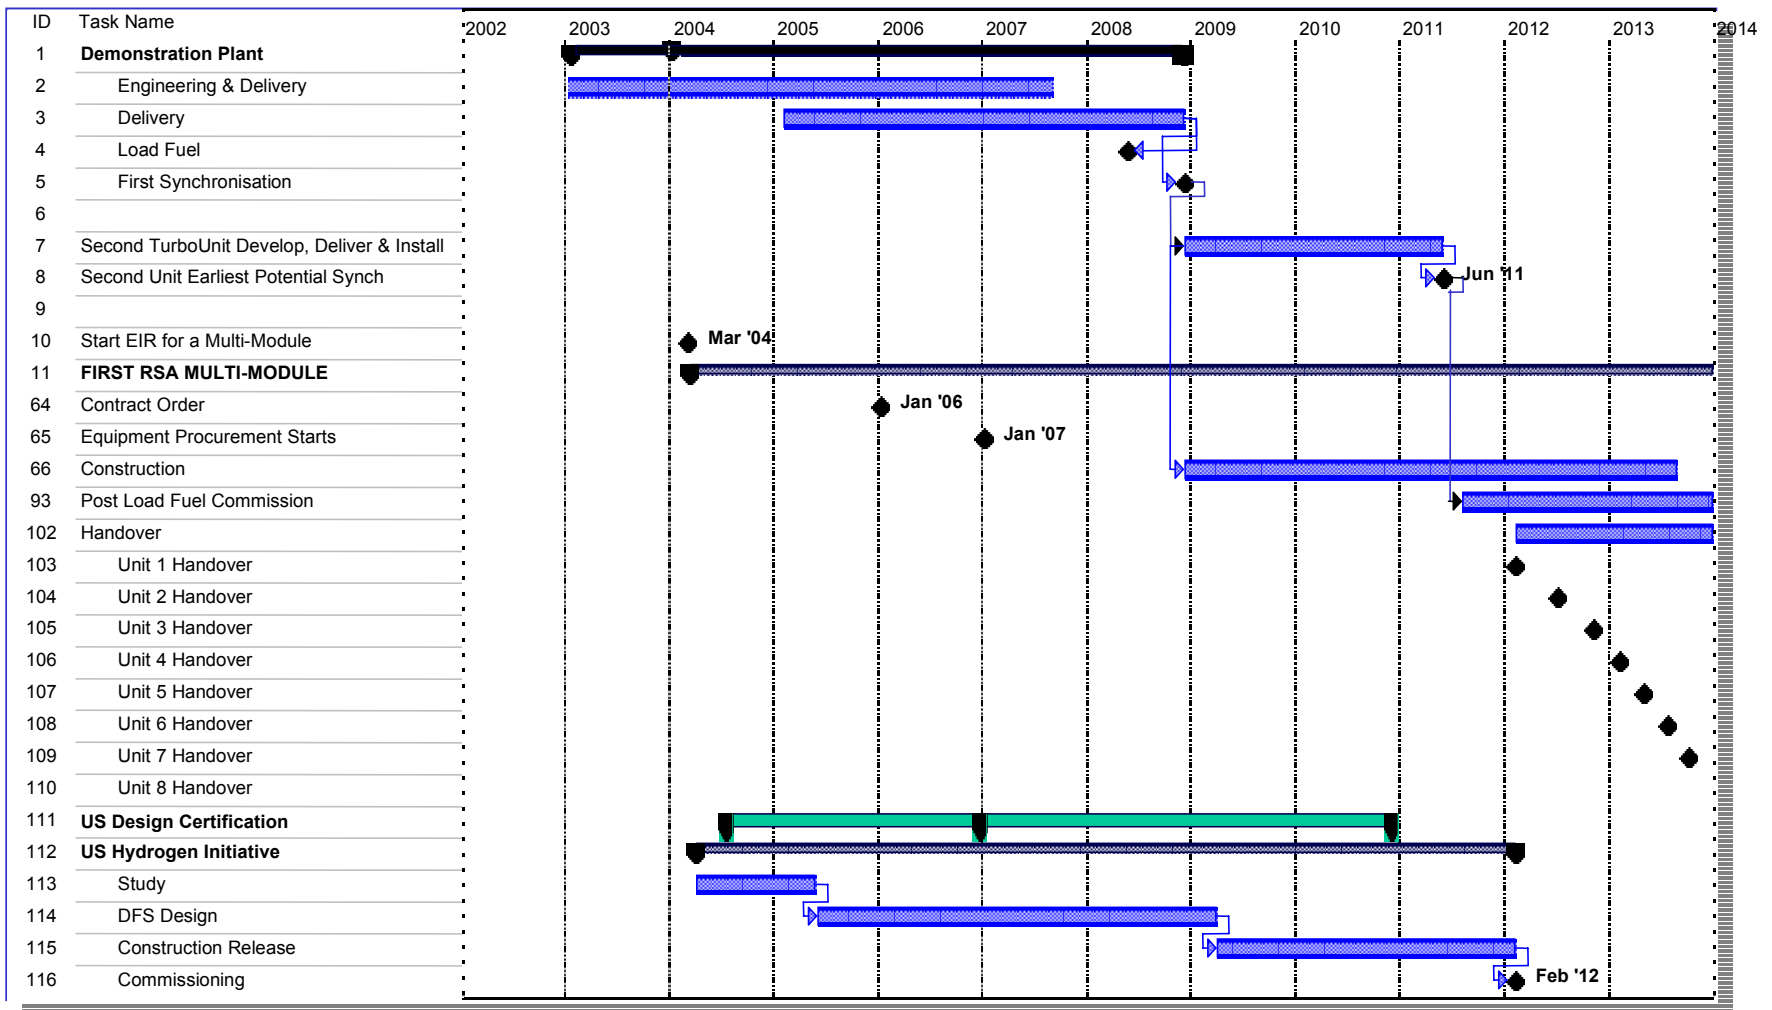 ID Task Name 2002 2003 2004 2005 2006 2007 2008 2009 2010 2011 2012 2013 2014
1 Demonstration Plant
2 Engineering & Delivery
3 Delivery
4 Load Fuel
5 First Synchronisation
6
7 Second TurboUnit Develop, Deliver & Install
8 Second Unit Earliest Potential Synch Jun '11
9
10 Start EIR for a Multi-Module Mar '04
11 FIRST RSA MULTI-MODULE
64 Contract Order Jan '06
65 Equipment Procurement Starts Jan '07
66 Construction
93 Post Load Fuel Commission
102 Handover
103 Unit 1 Handover
104 Unit 2 Handover
105 Unit 3 Handover
106 Unit 4 Handover
107 Unit 5 Handover
108 Unit 6 Handover
109 Unit 7 Handover
110 Unit 8 Handover
111 US Design Certification
112 US Hydrogen Initiative
113 Study
114 DFS Design
115 Construction Release
116 Commissioning Feb '12